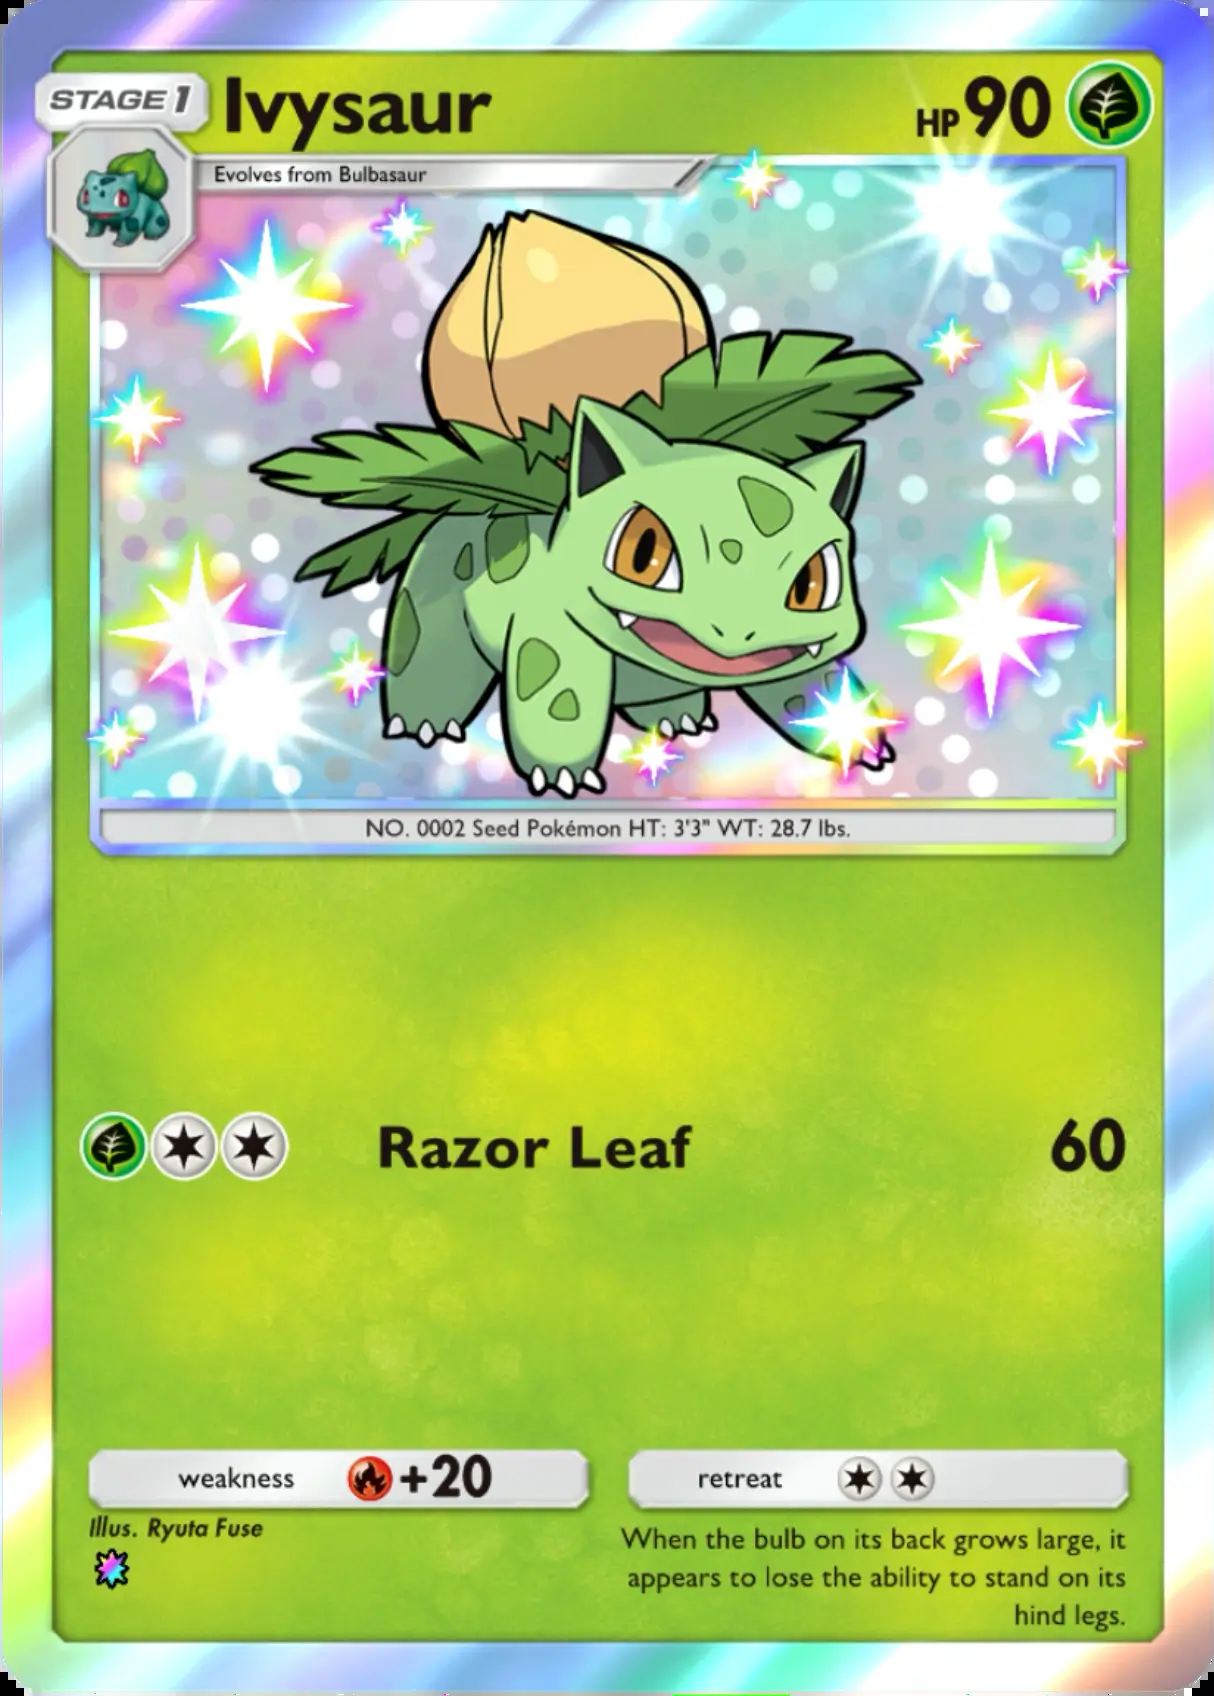 STAGE 1
Ivysaur
HP 90
Evolves from Bulbasaur
NO. 0002 Seed Pokémon HT: 3'3" WT: 28.7 lbs.
Razor Leaf 60
weakness +20
retreat
Illus. Ryuta Fuse
When the bulb on its back grows large, it
appears to lose the ability to stand on its
hind legs.